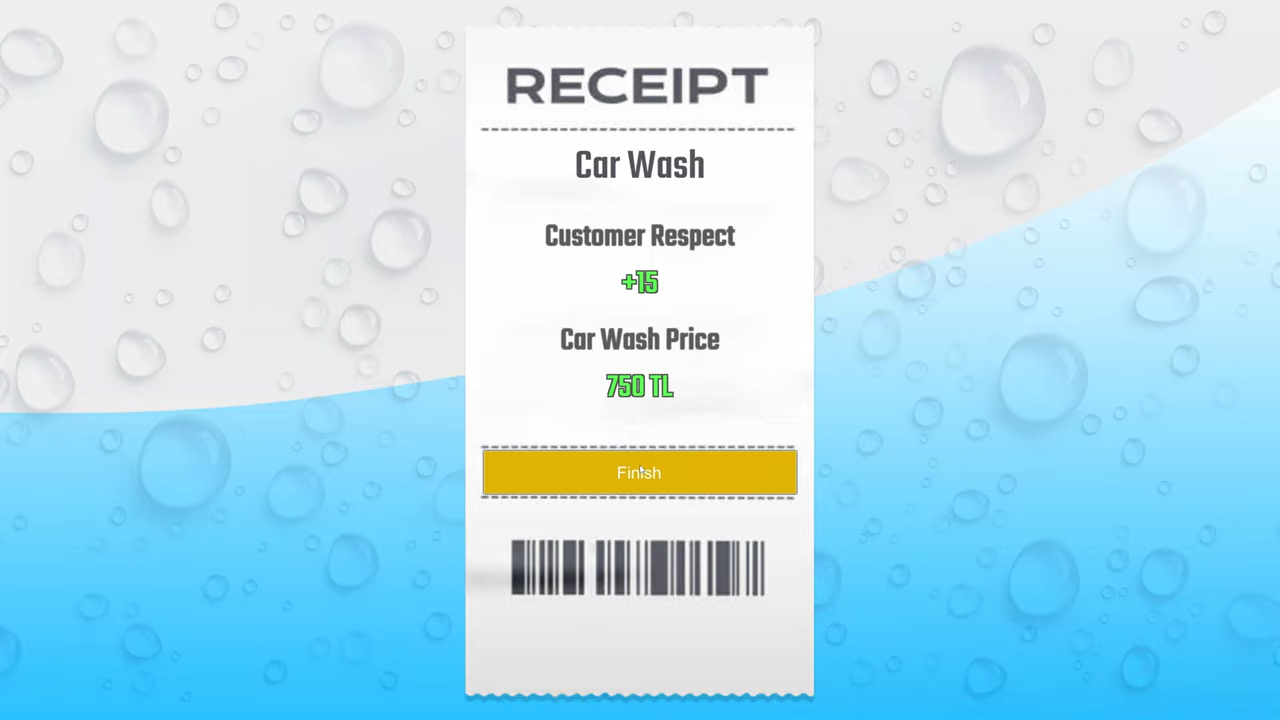 RECEIPT
Car Wash
Customer Respect
+15
Car Wash Price
750 TL
Finish